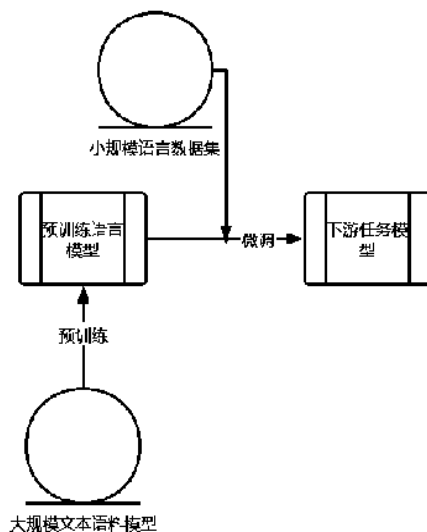 小规模语言数据集
预训练语言
模型
微调
下游任务模
型
预训练
大规模文本语料模型